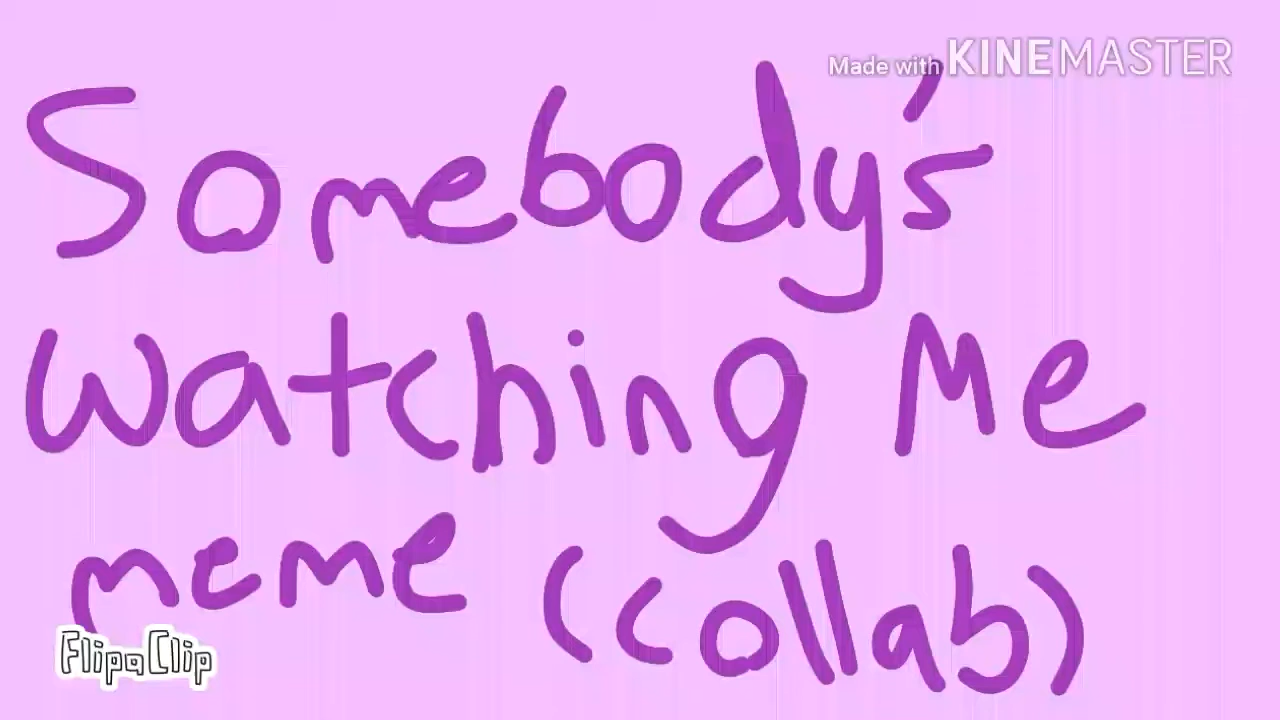 Made with KINEMASTER
Somebody's
Watching Me
meme (collab)
FlipaClip